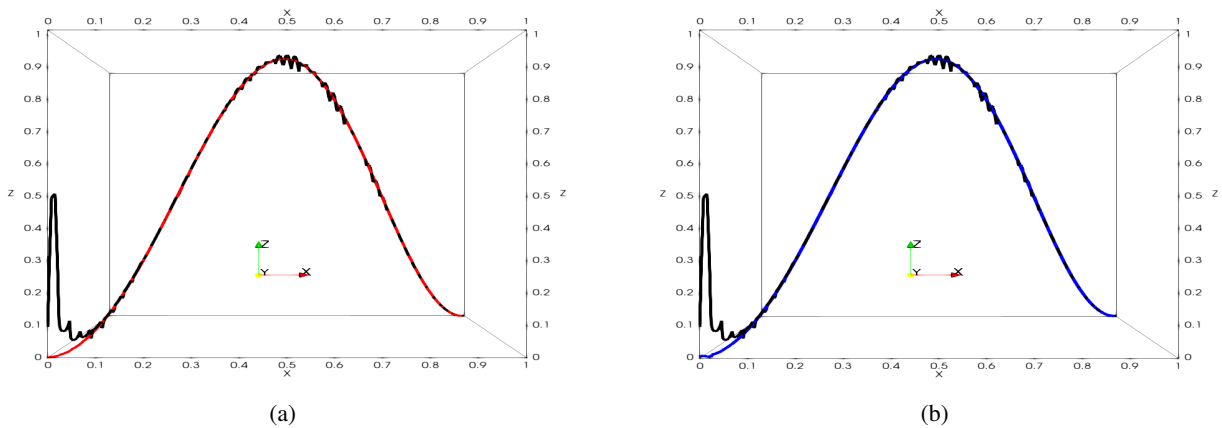 X X
0 0.1 0.2 0.3 0.4 0.5 0.6 0.7 0.8 0.9 1 0 0.1 0.2 0.3 0.4 0.5 0.6 0.7 0.8 0.9 1
1 1 1 1
0.9 0.9 0.9 0.9
0.8 0.8 0.8 0.8
0.7 0.7 0.7 0.7
0.6 0.6 0.6 0.6
Z 0.5 0.5 Z Z 0.5 0.5 Z
0.4 0.4 0.4 0.4
Z Z
0.3 0.3 0.3 0.3
Y X Y X
0.2 0.2 0.2 0.2
0.1 0.1 0.1 0.1
0 0 0 0
0 0.1 0.2 0.3 0.4 0.5 0.6 0.7 0.8 0.9 1 0 0.1 0.2 0.3 0.4 0.5 0.6 0.7 0.8 0.9 1
X X
(a) (b)